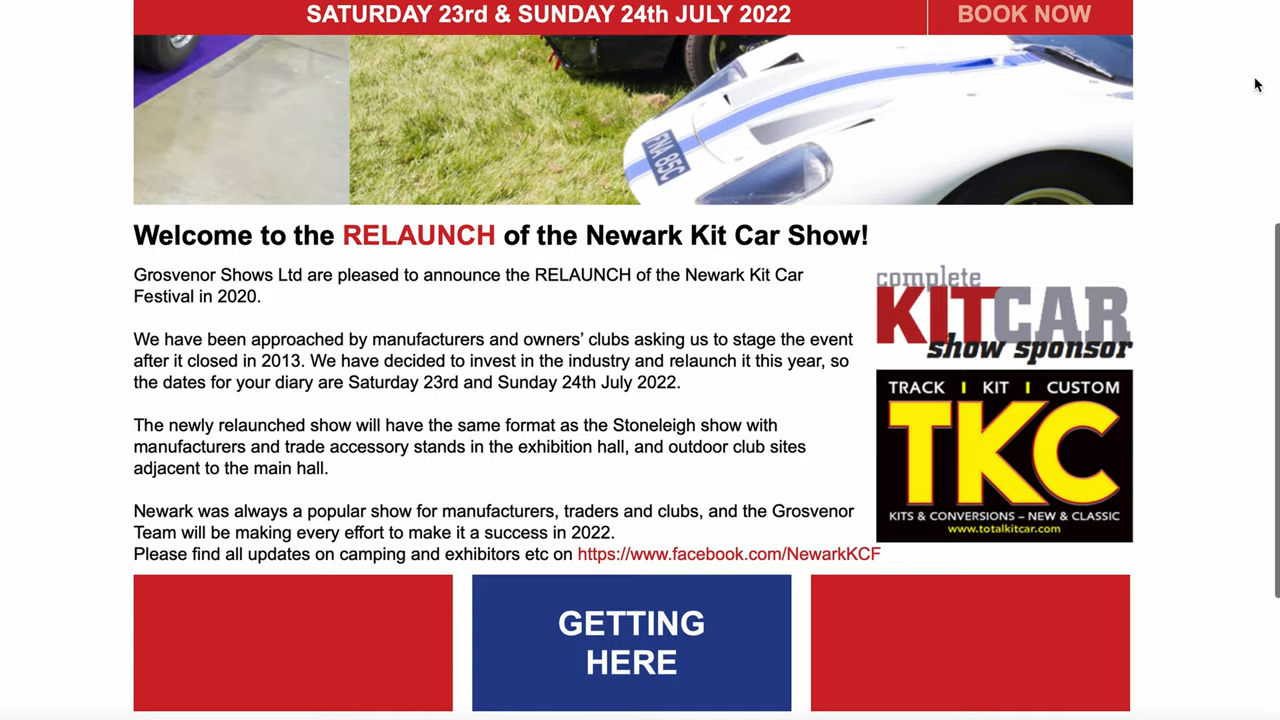 SATURDAY 23rd & SUNDAY 24th JULY 2022
BOOK NOW
FNA 85C
Welcome to the RELAUNCH of the Newark Kit Car Show!
Grosvenor Shows Ltd are pleased to announce the RELAUNCH of the Newark Kit Car
Festival in 2020.
We have been approached by manufacturers and owners’ clubs asking us to stage the event
after it closed in 2013. We have decided to invest in the industry and relaunch it this year, so
the dates for your diary are Saturday 23rd and Sunday 24th July 2022.
The newly relaunched show will have the same format as the Stoneleigh show with
manufacturers and trade accessory stands in the exhibition hall, and outdoor club sites
adjacent to the main hall.
Newark was always a popular show for manufacturers, traders and clubs, and the Grosvenor
Team will be making every effort to make it a success in 2022.
Please find all updates on camping and exhibitors etc on https://www.facebook.com/NewarkKCF
complete
KITCAR
show sponsor
TRACK I KIT I CUSTOM
TKC
KITS & CONVERSIONS – NEW & CLASSIC
www.totalkitcar.com
GETTING
HERE